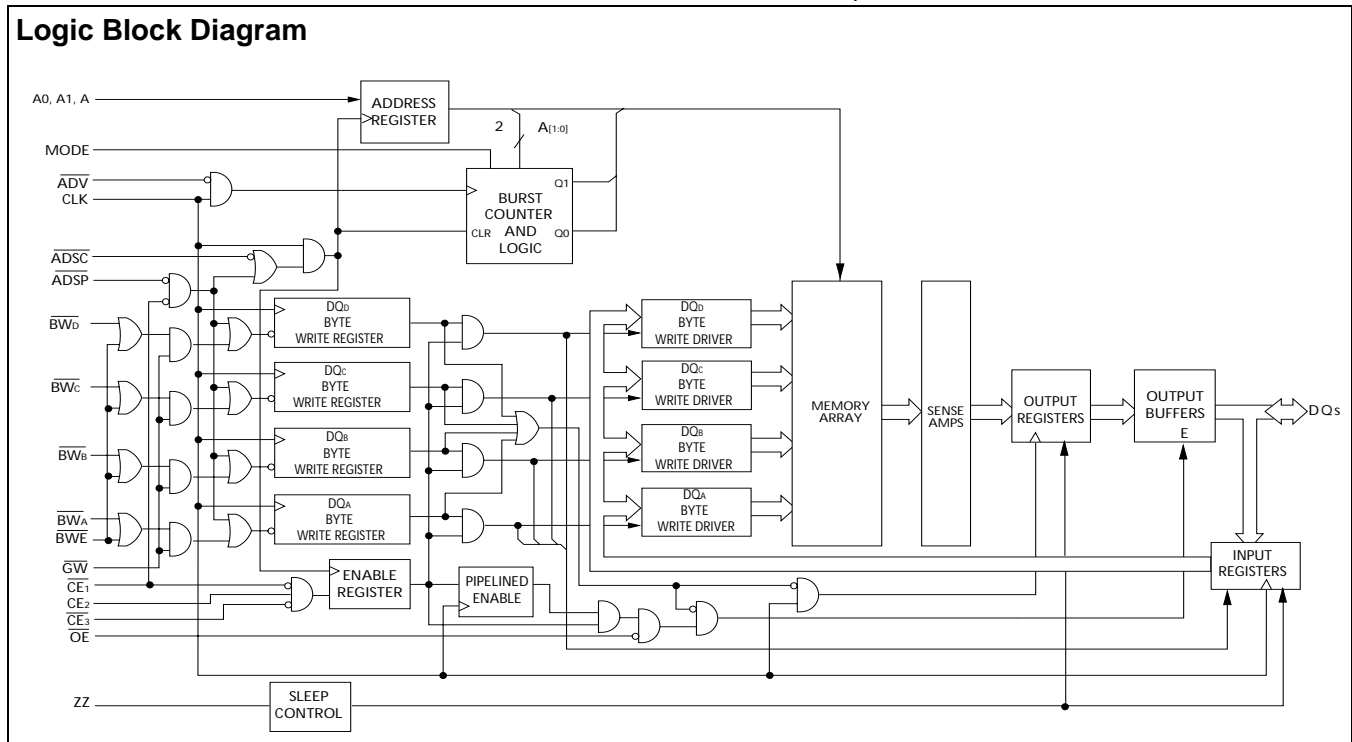 Logic Block Diagram
A0, A1, A
ADDRESS
REGISTER
2
A[1:0]
MODE
ADV
CLK
BURST
COUNTER
AND
LOGIC
CLR
Q1
Q0
ADSC
ADSP
BWD
DQD
BYTE
WRITE REGISTER
DQD
BYTE
WRITE DRIVER
BWC
DQC
BYTE
WRITE REGISTER
DQC
BYTE
WRITE DRIVER
BWB
DQB
BYTE
WRITE REGISTER
DQB
BYTE
WRITE DRIVER
BWA
BWE
DQA
BYTE
WRITE REGISTER
DQA
BYTE
WRITE DRIVER
MEMORY
ARRAY
SENSE
AMPS
OUTPUT
REGISTERS
OUTPUT
BUFFERS
E
DQs
INPUT
REGISTERS
GW
CE1
CE2
CE3
OE
ENABLE
REGISTER
PIPELINED
ENABLE
ZZ
SLEEP
CONTROL